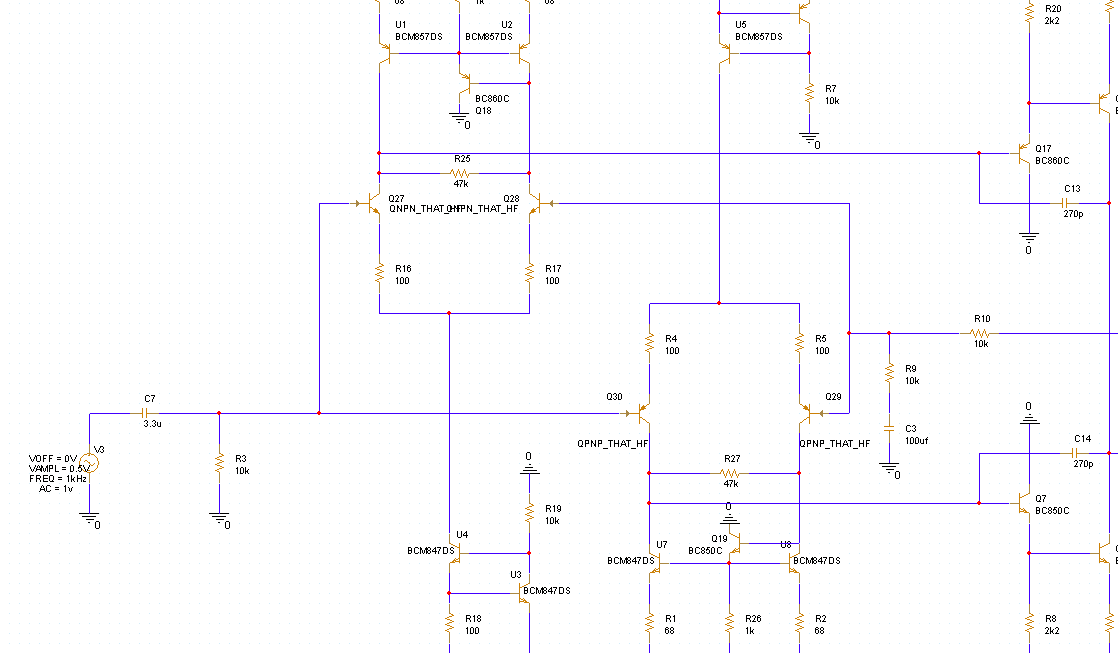 R20
2k2
1k
U1
BCM857DS
U2
BCM857DS
BC860C
Q18
0
U5
BCM857DS
R7
10k
0
Q17
BC860C
C13
270p
0
R25
47k
Q27
QNPN_THAT_HF
Q28
QNPN_THAT_HF
R16
100
R17
100
R4
100
R5
100
R10
10k
R9
10k
C3
100uf
0
C7
3.3u
V3
VOFF = 0V
VAMPL = 0.5V
FREQ = 1kHz
AC = 1v
0
R3
10k
0
Q30
QPNP_THAT_HF
Q29
QPNP_THAT_HF
R27
47k
0
C14
270p
Q7
BC850C
0
R19
10k
0
Q19
BC850C
U4
BCM847DS
U3
BCM847DS
U7
BCM847DS
U8
BCM847DS
R18
100
R1
68
R26
1k
R2
68
R8
2k2